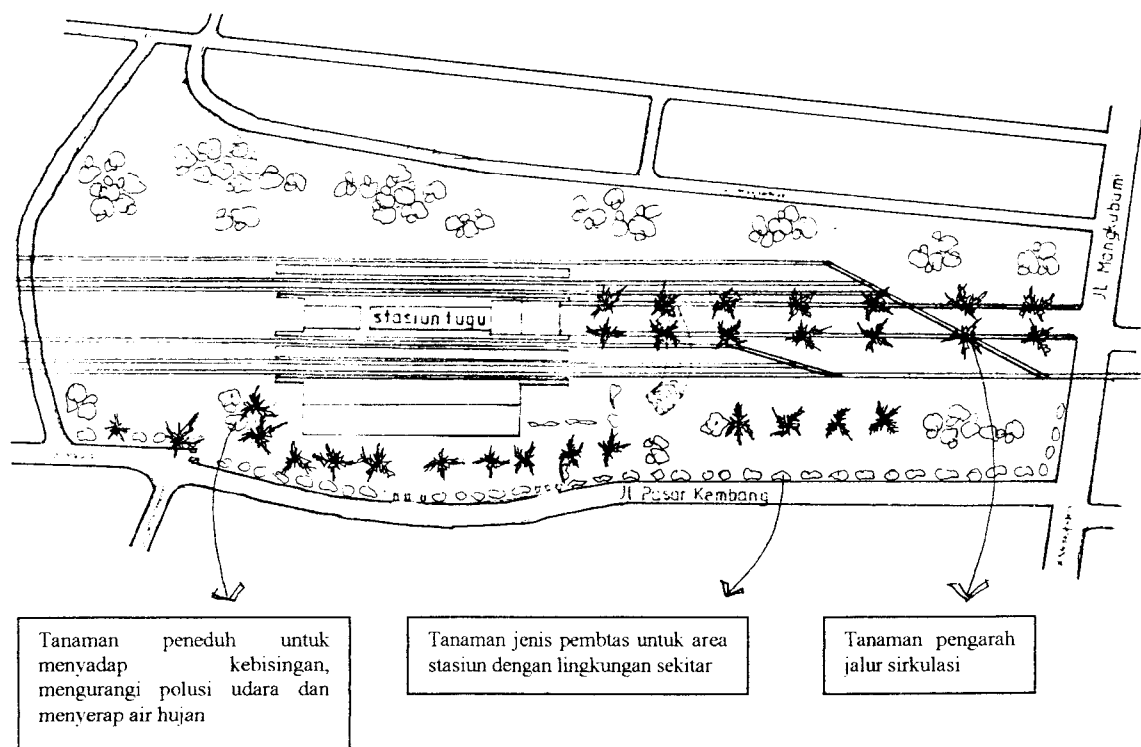 stasiun tugu
JL Mangkubumi
JL Pasar Kembang
Tanaman peneduh untuk
menyadap kebisingan,
mengurangi polusi udara dan
menyerap air hujan
Tanaman jenis pembtas untuk area
stasiun dengan lingkungan sekitar
Tanaman pengarah
jalur sirkulasi